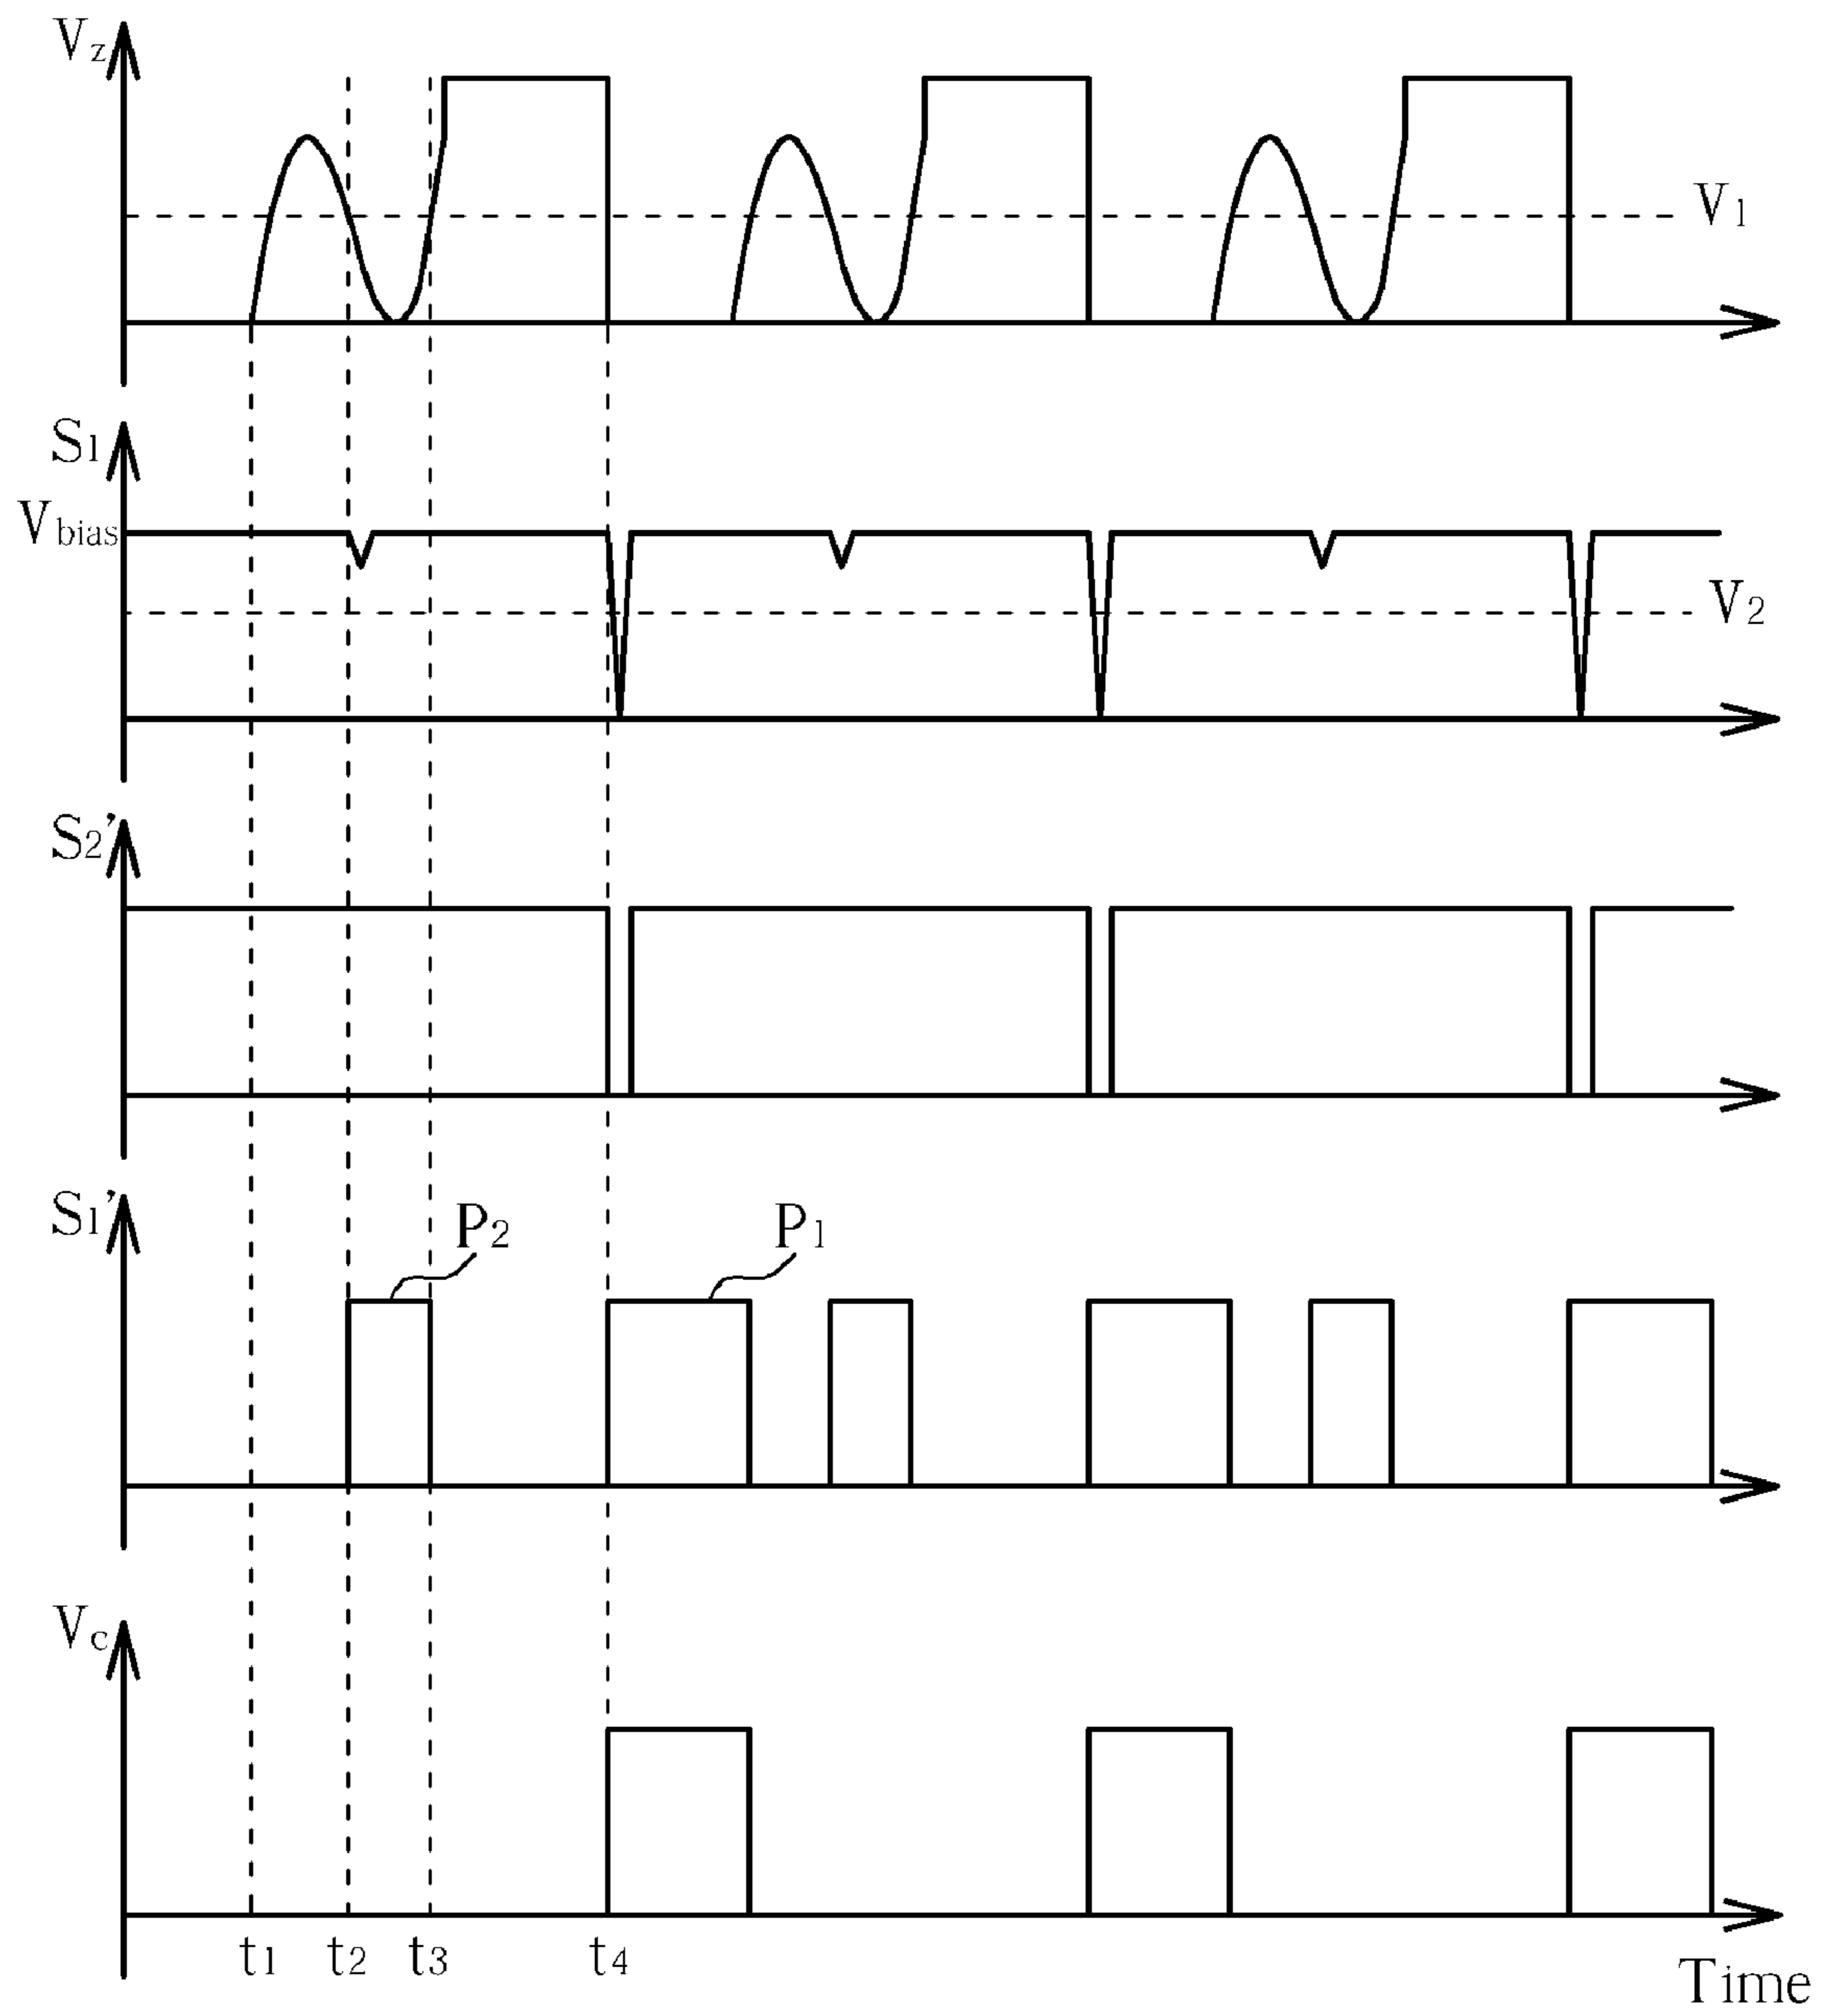 Vz
V1
S1
Vbias
V2
S2'
S1'
P2
P1
Vc
t1 t2 t3 t4
Time